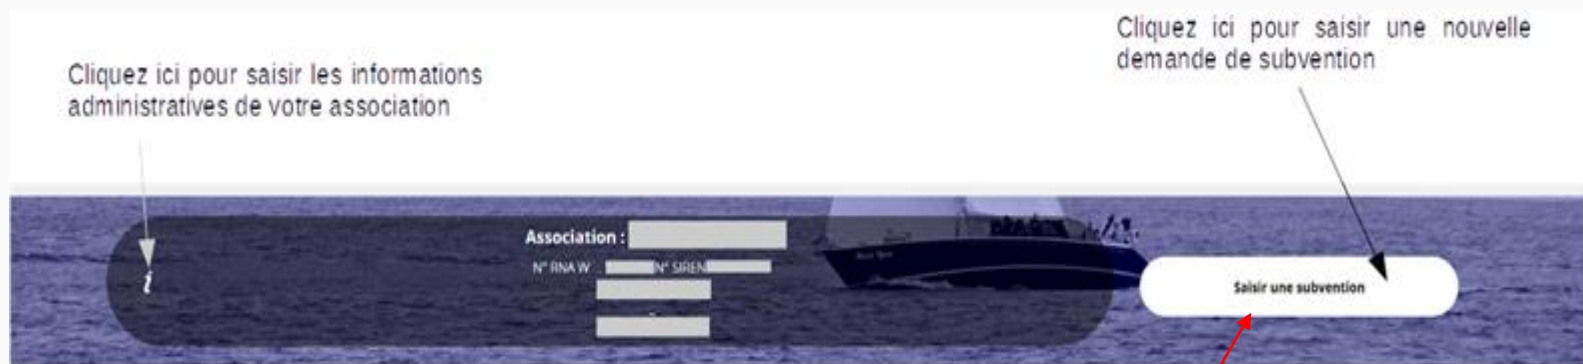 Cliquez ici pour saisir une nouvelle
demande de subvention
Cliquez ici pour saisir les informations
administratives de votre association
Association :
N° RNA W N° SIREN
i
Saisir une subvention